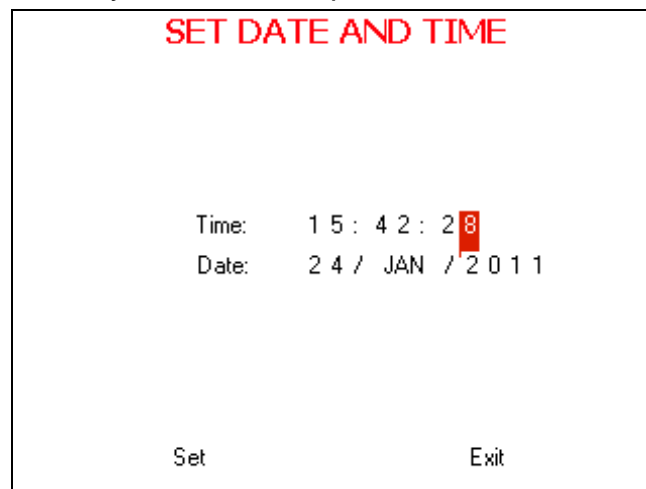 SET DATE AND TIME
Time: 15:42:28
Date: 24/ JAN /2011
Set Exit